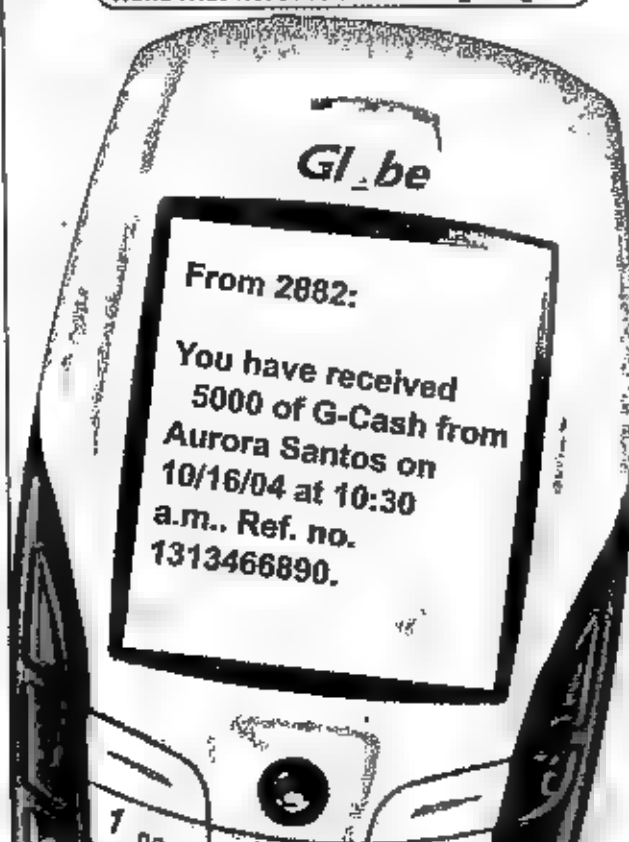 Gl_be
From 2882:
You have received
5000 of G-Cash from
Aurora Santos on
10/16/04 at 10:30
a.m.. Ref. no.
1313466890.
1